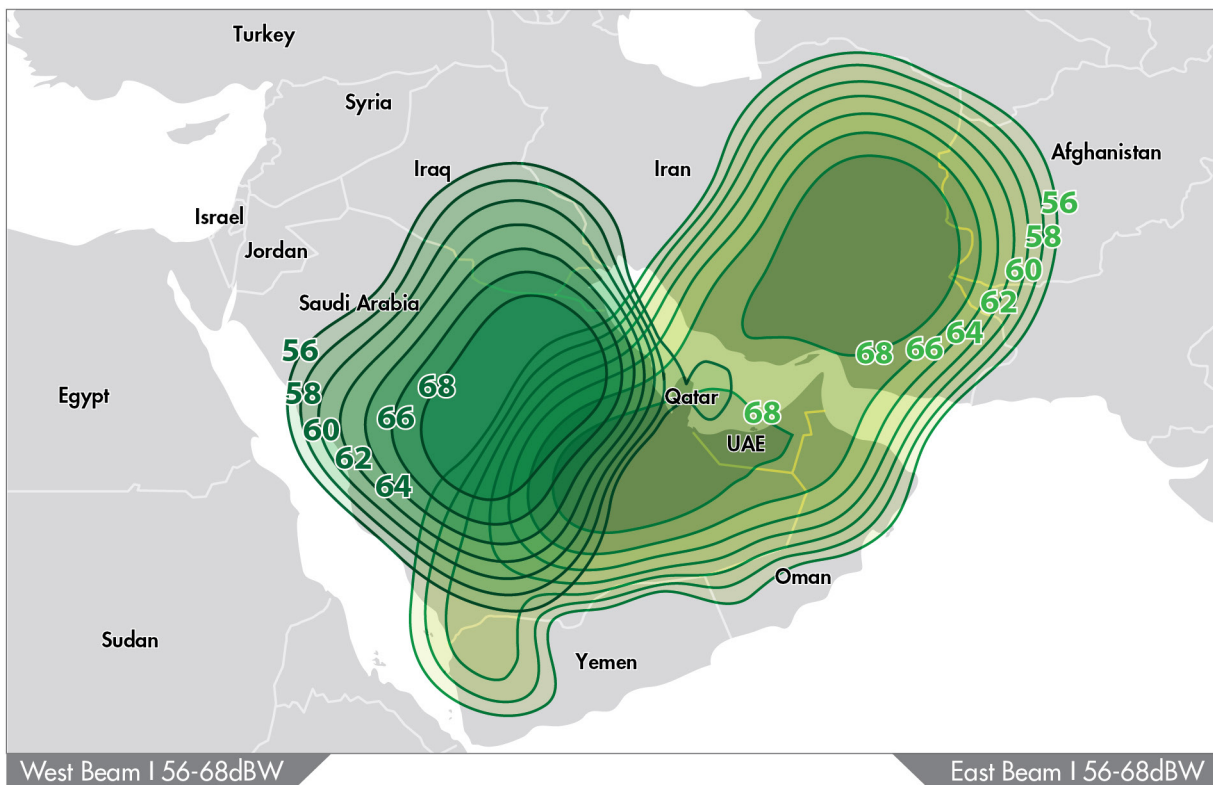 Turkey
Syria
Iraq
Iran
Afghanistan
Israel
Jordan
Saudi Arabia
Egypt
Qatar
UAE
Oman
Yemen
Sudan
56
58
60
62
64
66
68
56
58
60
62
64
66
68
68
West Beam I 56-68dBW
East Beam I 56-68dBW